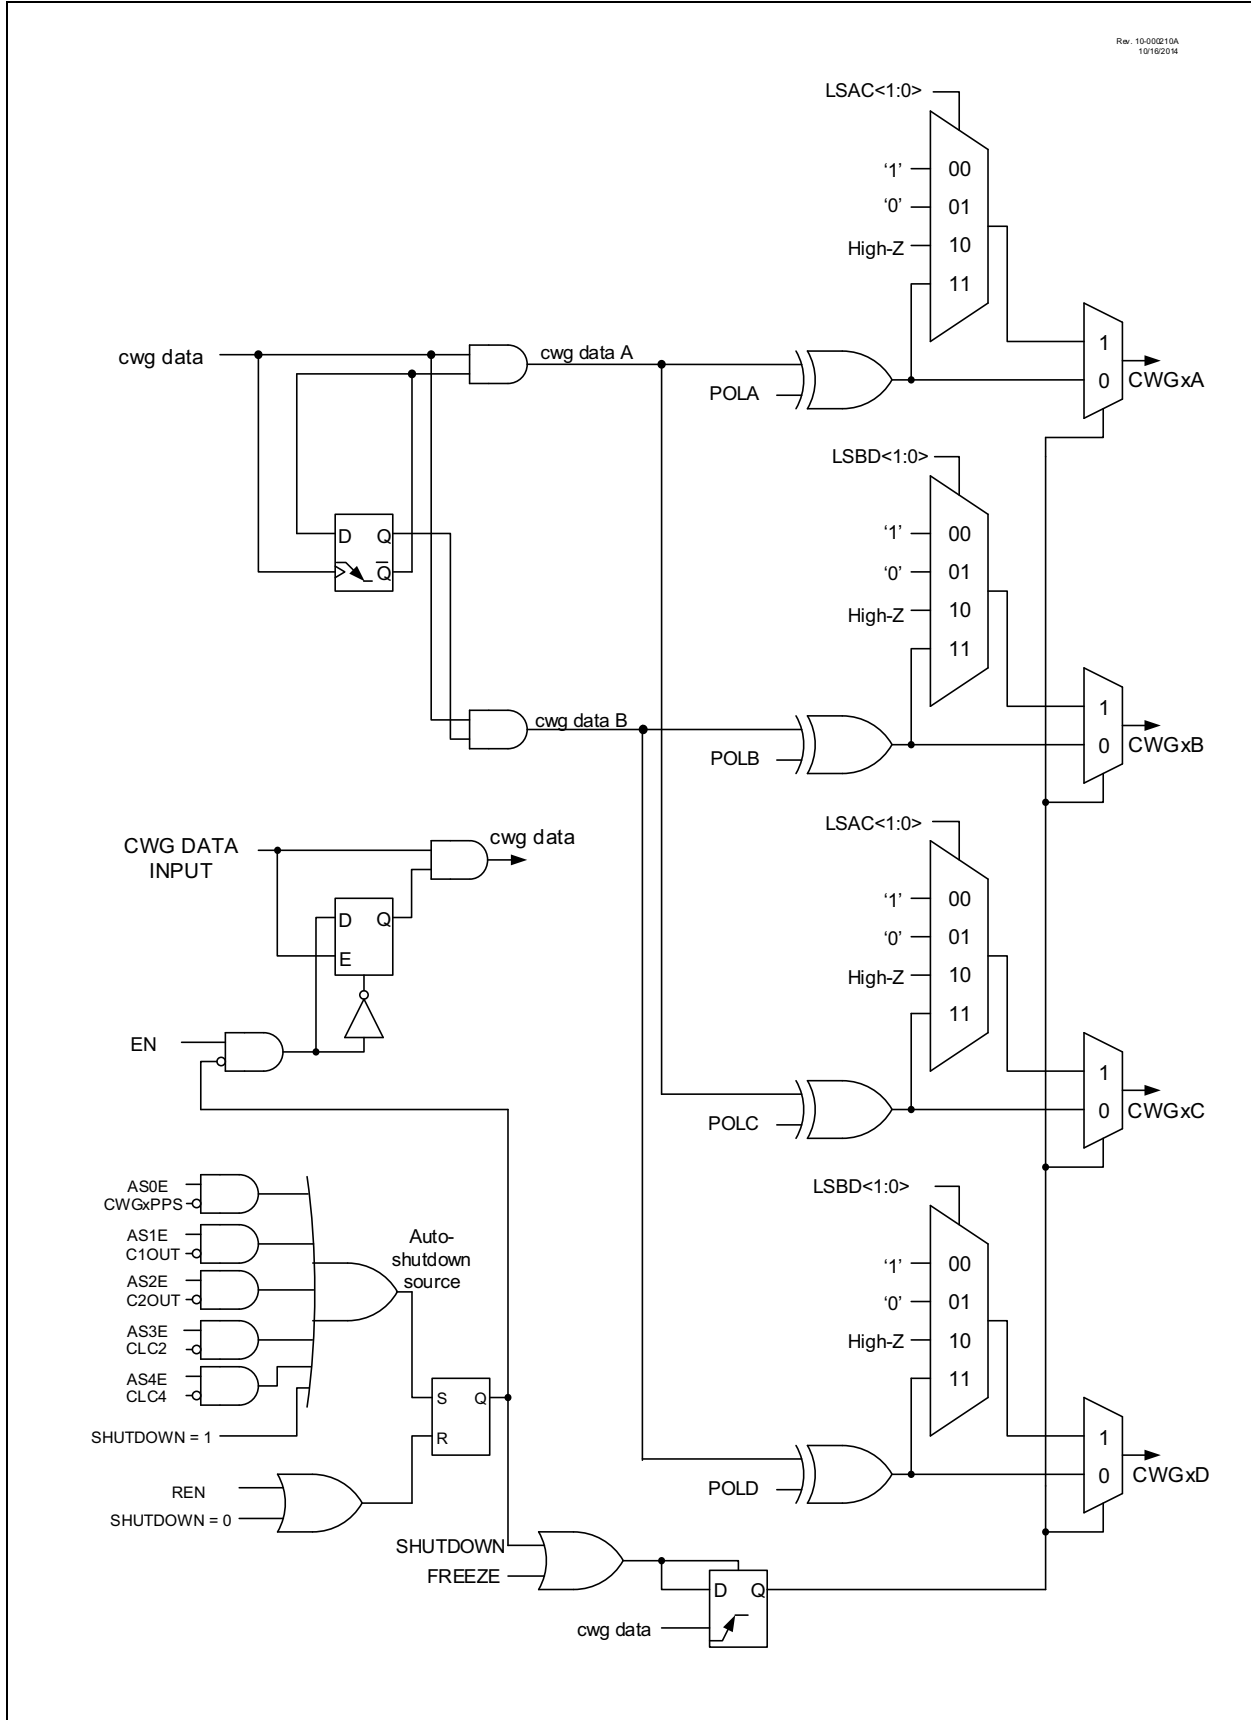 Rev. 10-000210A
10/16/2014
LSAC<1:0>
'1' 00
'0' 01
High-Z 10
11
1
0
CWGxA
cwg data
cwg data A
POLA
LSBD<1:0>
'1' 00
'0' 01
High-Z 10
11
D Q
Q
1
0
CWGxB
cwg data B
POLB
CWG DATA
INPUT
cwg data
D Q
E
EN
LSAC<1:0>
'1' 00
'0' 01
High-Z 10
11
1
0
CWGxC
POLC
AS0E
CWGxPPS
AS1E
C1OUT
AS2E
C2OUT
AS3E
CLC2
AS4E
CLC4
SHUTDOWN = 1
Auto-
shutdown
source
S Q
R
REN
SHUTDOWN = 0
LSBD<1:0>
'1' 00
'0' 01
High-Z 10
11
1
0
CWGxD
POLD
SHUTDOWN
FREEZE
D Q
cwg data